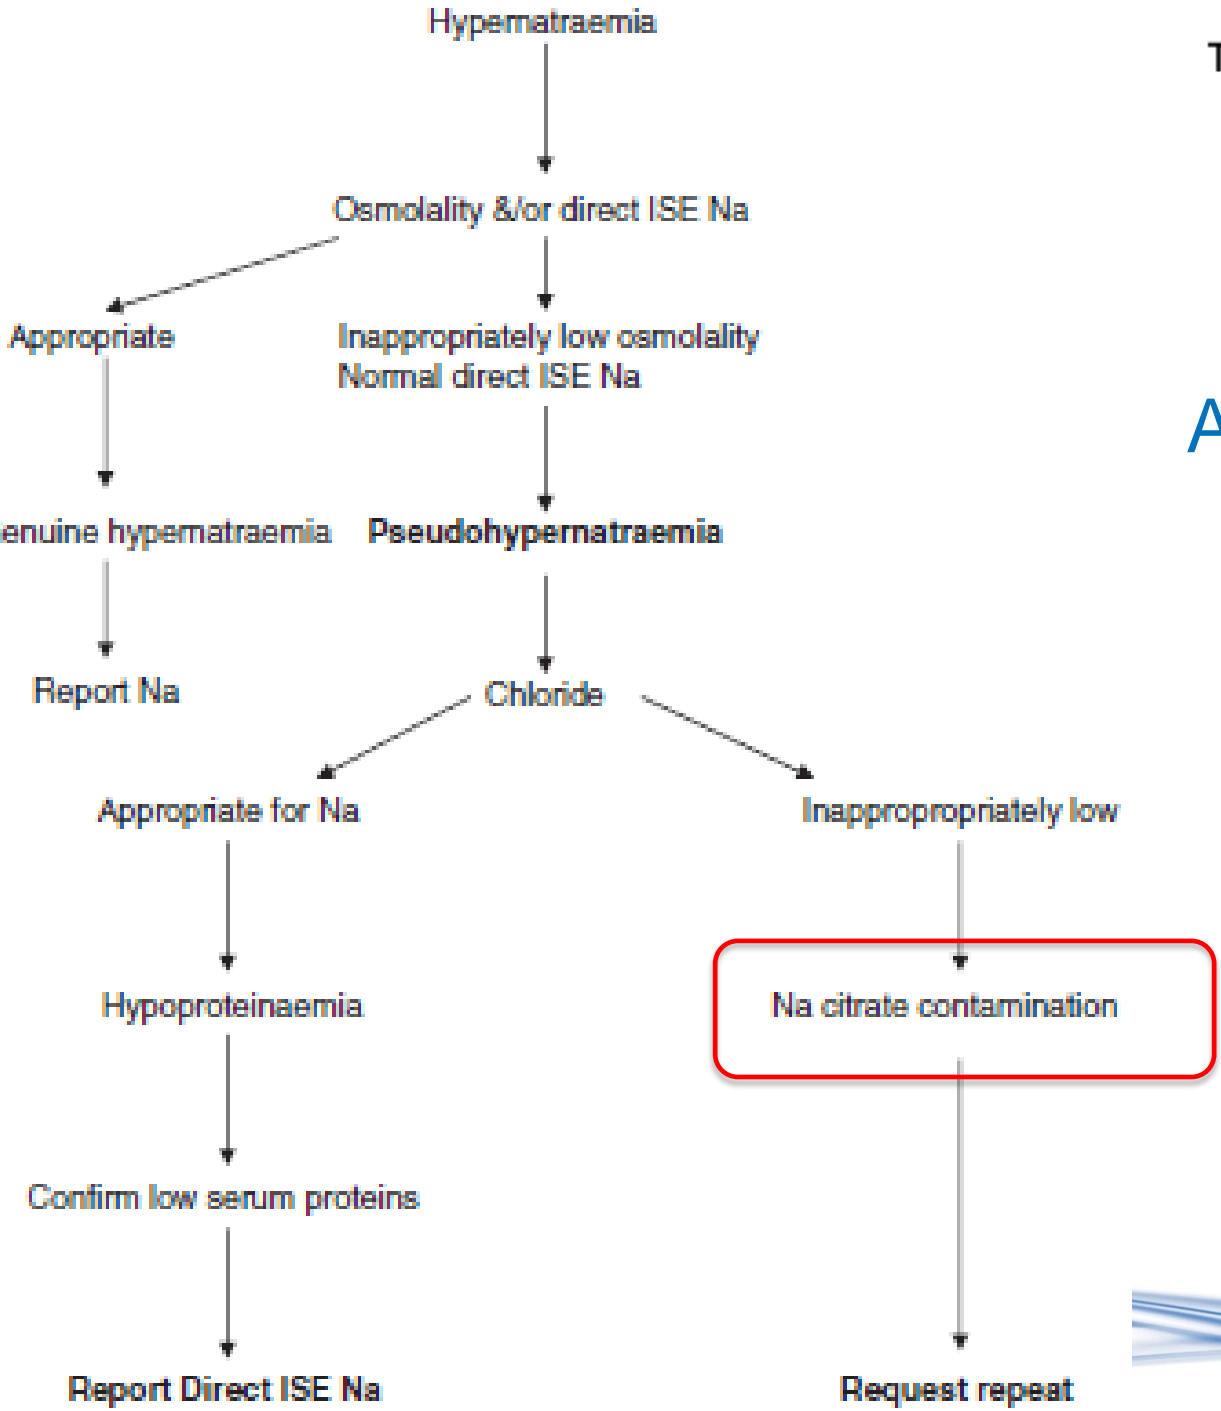 Hypernatraemia
T
Osmolality &/or direct ISE Na
Appropriate
Inappropriately low osmolality
Normal direct ISE Na
A
enuine hypernatraemia
Pseudohypernatraemia
Report Na
Chloride
Appropriate for Na
Inappropropriately low
Hypoproteinaemia
Na citrate contamination
Confirm low serum proteins
Report Direct ISE Na
Request repeat